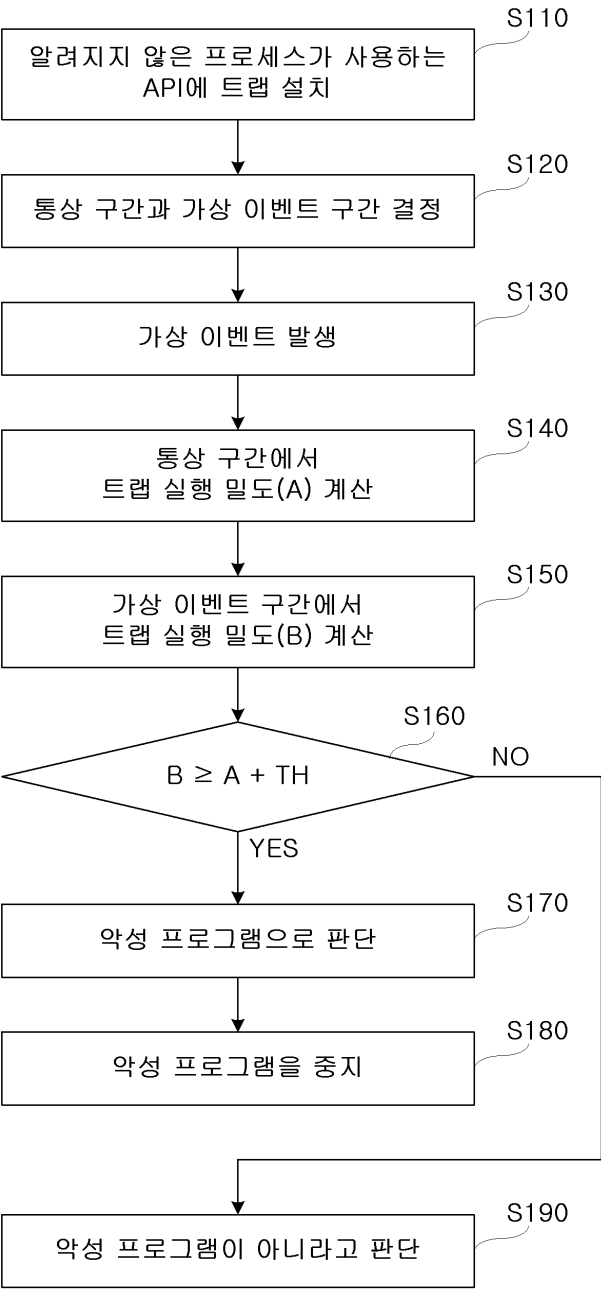 S110
알려지지 않은 프로세스가 사용하는
API에 트랩 설치
S120
통상 구간과 가상 이벤트 구간 결정
S130
가상 이벤트 발생
S140
통상 구간에서
트랩 실행 밀도(A) 계산
S150
가상 이벤트 구간에서
트랩 실행 밀도(B) 계산
S160
B ≥ A + TH
NO
YES
S170
악성 프로그램으로 판단
S180
악성 프로그램을 중지
S190
악성 프로그램이 아니라고 판단